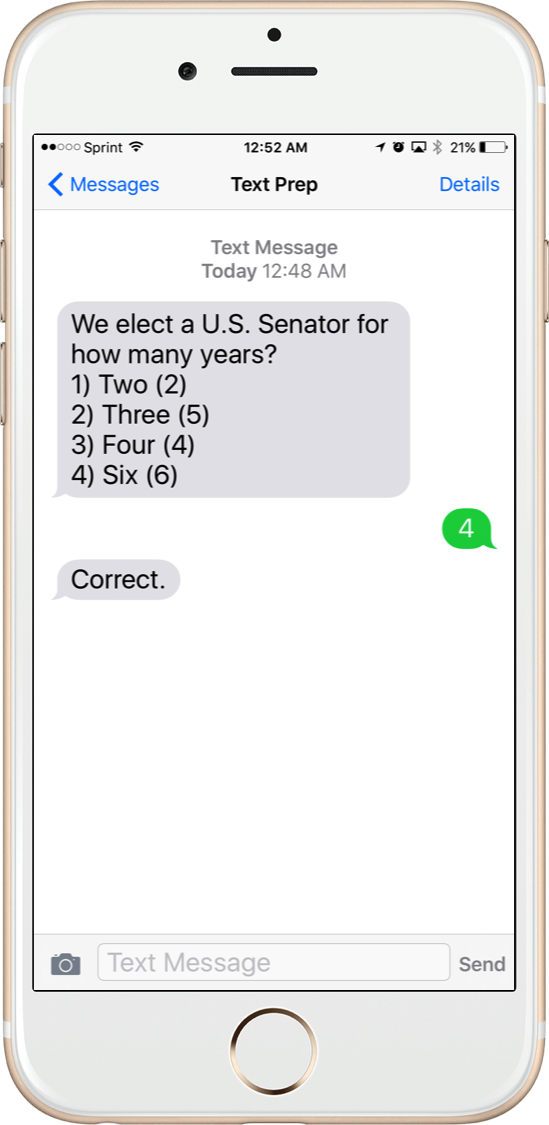 Sprint 12:52 AM 21%
Messages Text Prep Details
Text Message
Today 12:48 AM
We elect a U.S. Senator for
how many years?
1) Two (2)
2) Three (5)
3) Four (4)
4) Six (6)
4
Correct.
Text Message Send